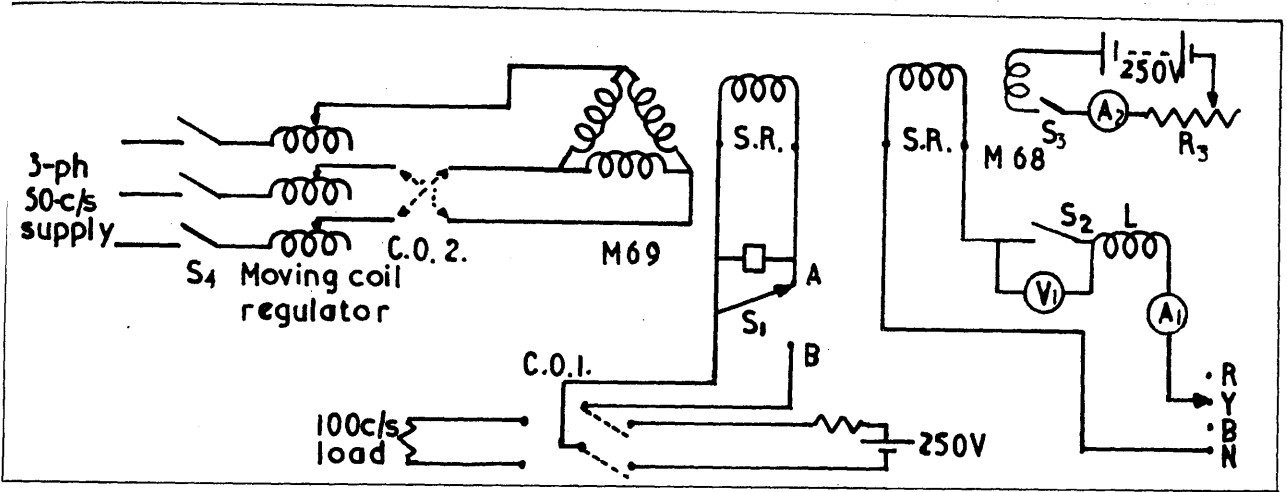 3-ph
50-c/s
supply
S4
Moving coil
regulator
C.O.2.
M69
S.R.
A
S1
B
C.O.1.
100c/s
load
250V
S.R.
M68
250V
S3
A2
R3
S2
L
V1
A1
R
Y
B
N